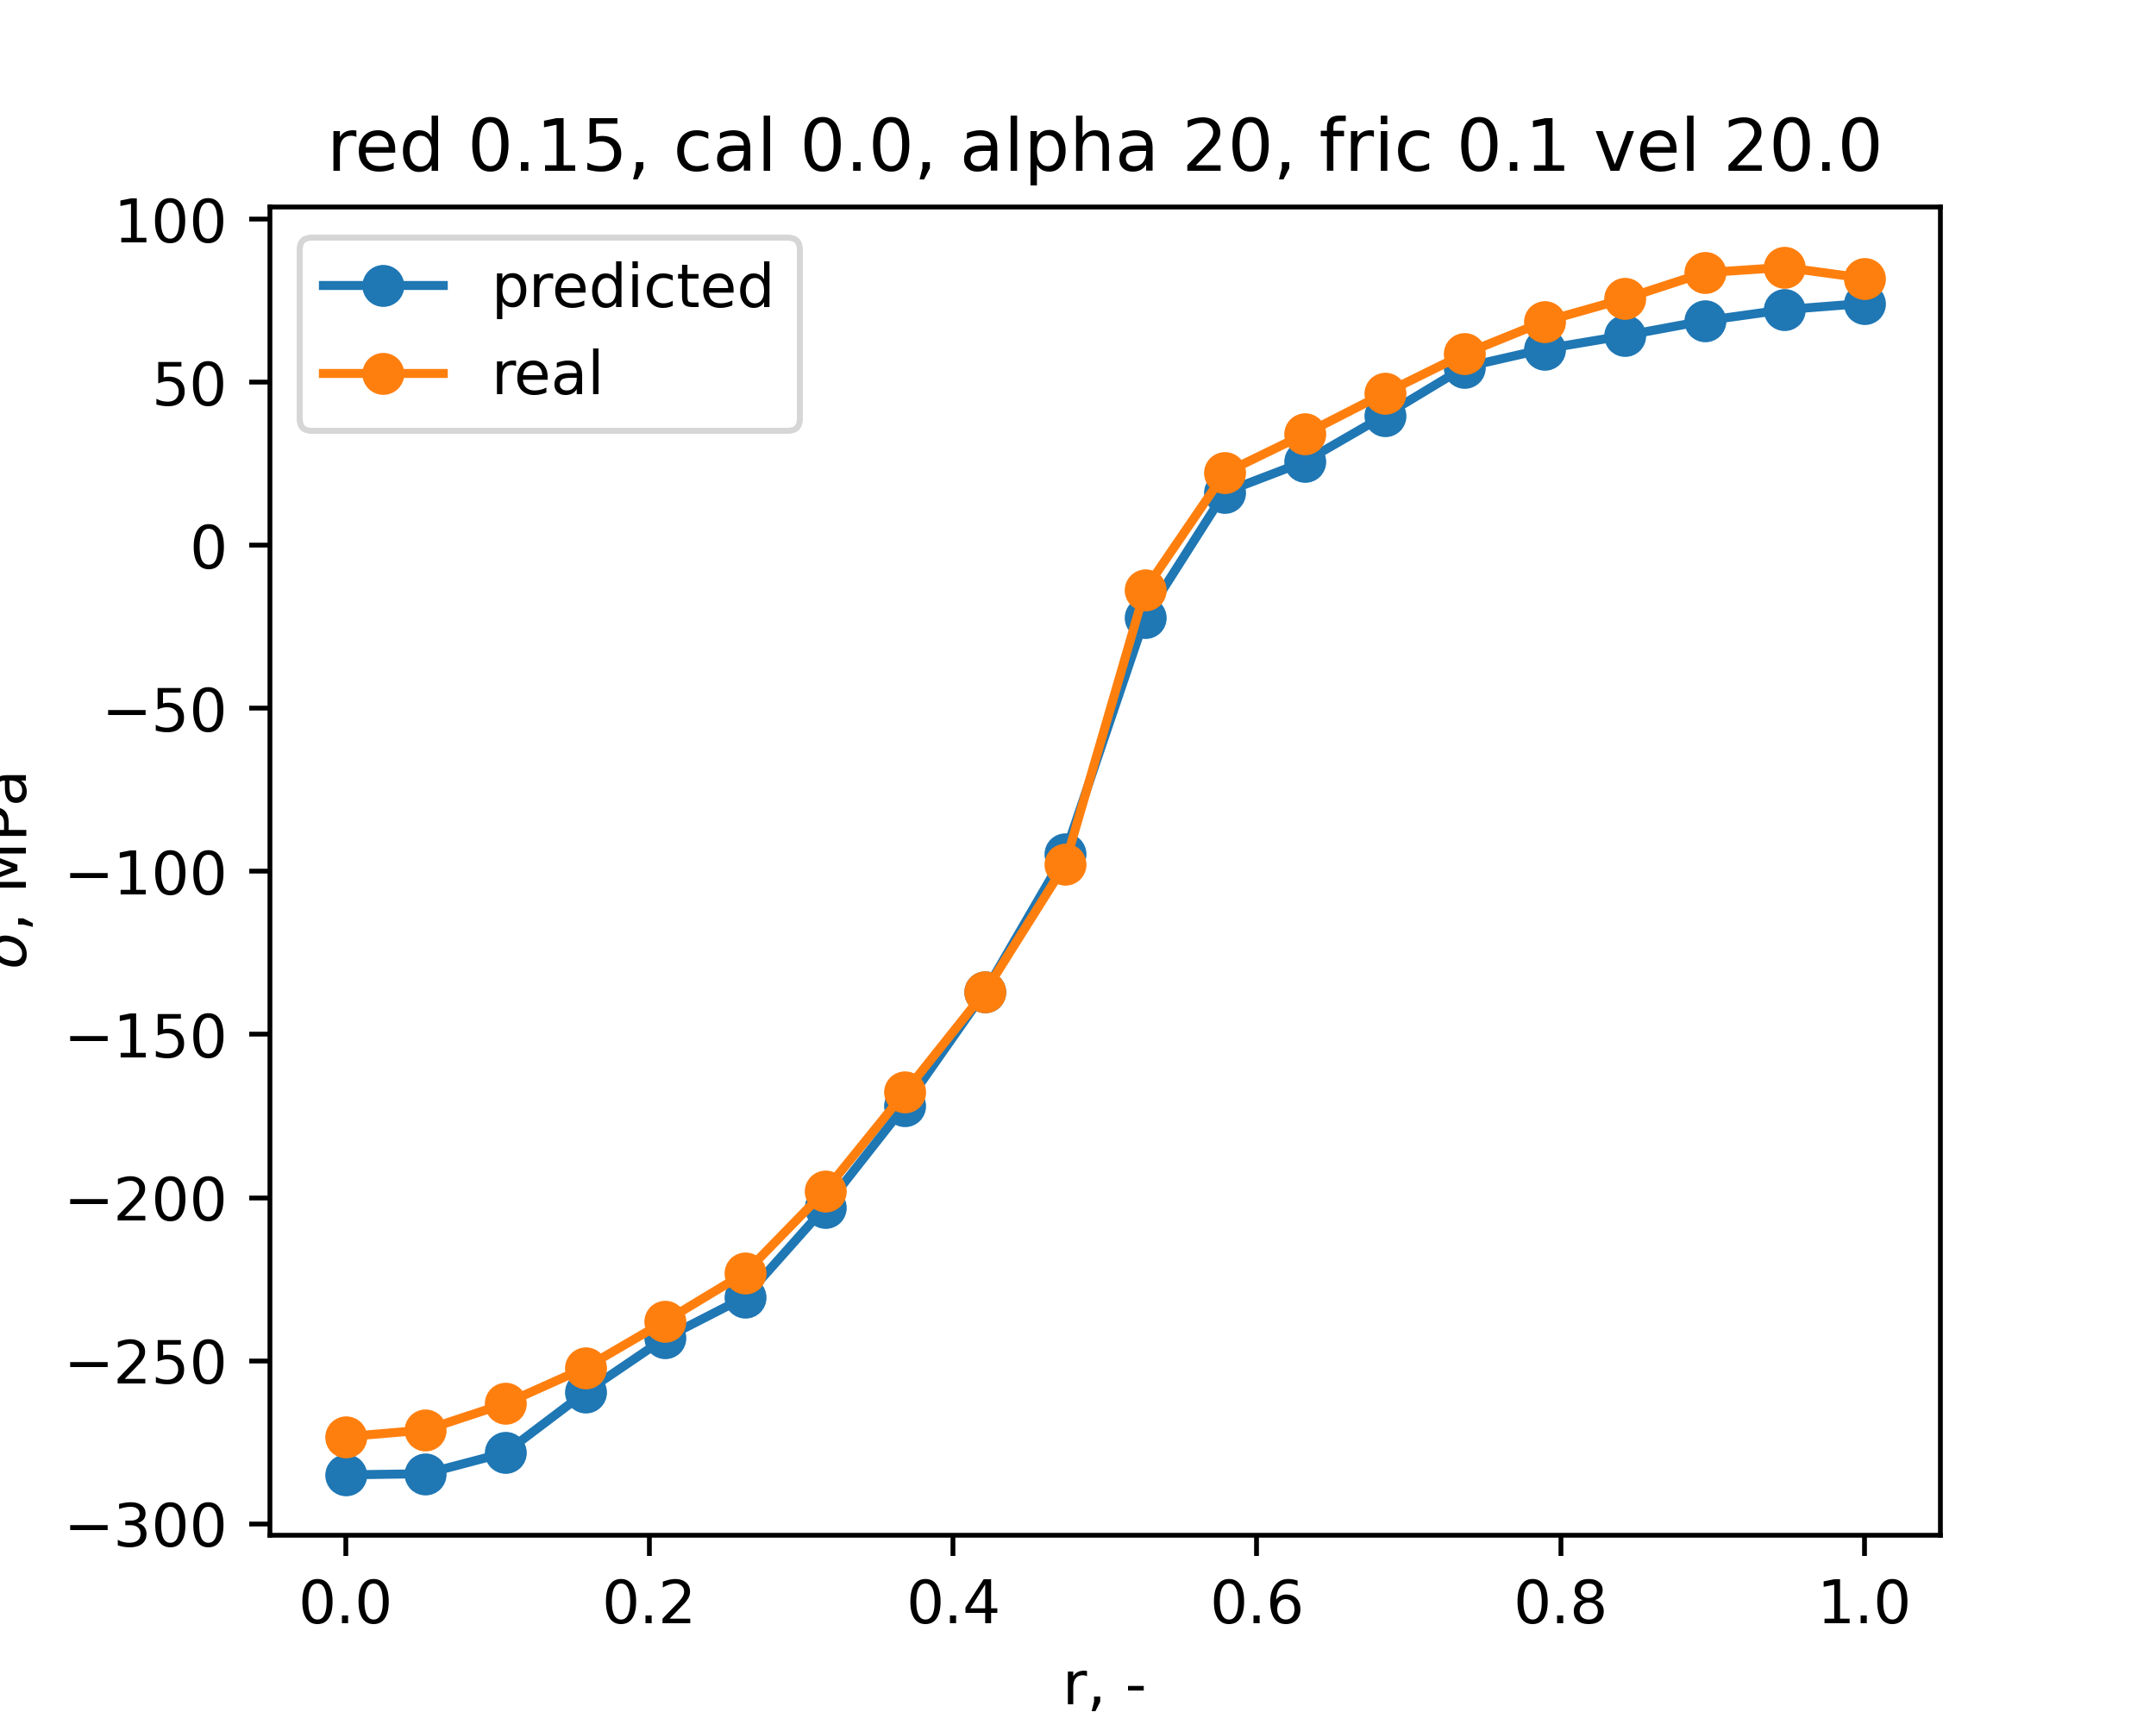 red 0.15, cal 0.0, alpha 20, fric 0.1 vel 20.0
predicted
real
100
50
0
−50
−100
−150
−200
−250
−300
σ, MPa
0.0 0.2 0.4 0.6 0.8 1.0
r, -